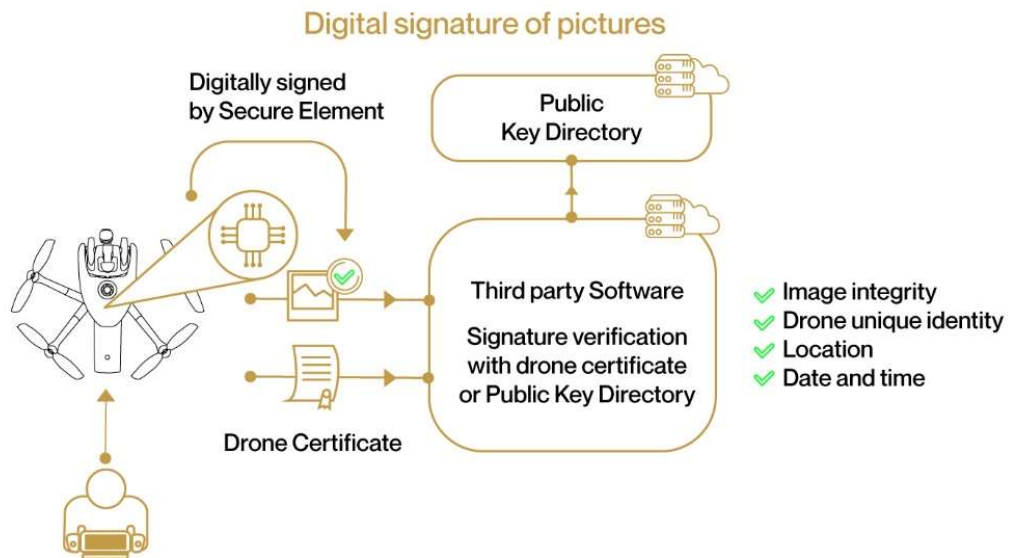 Digital signature of pictures
Digitally signed
by Secure Element
Public
Key Directory
Third party Software
Signature verification
with drone certificate
or Public Key Directory
Image integrity
Drone unique identity
Location
Date and time
Drone Certificate